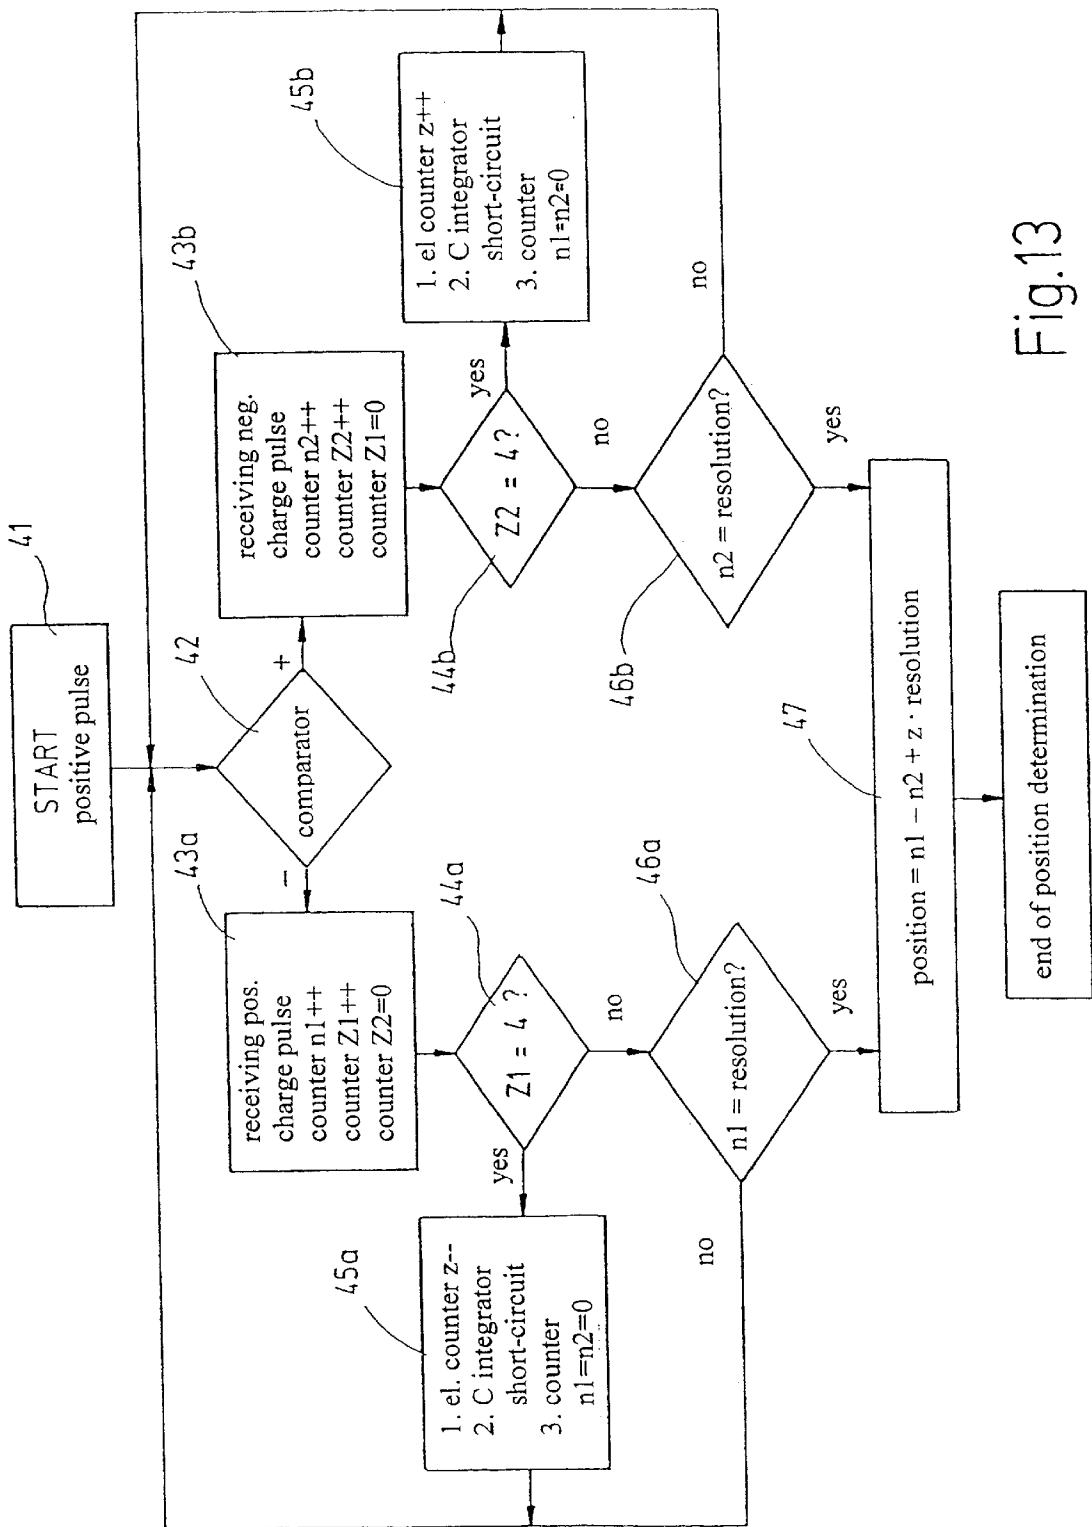 41
START
positive pulse
42
comparator
−
+
43a
receiving pos.
charge pulse
counter n1++
counter Z1++
counter Z2=0
43b
receiving neg.
charge pulse
counter n2++
counter Z2++
counter Z1=0
44a
Z1 = 4 ?
yes
no
44b
Z2 = 4 ?
yes
no
45a
1. el. counter z--
2. C integrator
short-circuit
3. counter
n1=n2=0
45b
1. el counter z++
2. C integrator
short-circuit
3. counter
n1=n2=0
46a
n1 = resolution?
no
yes
46b
n2 = resolution?
no
yes
47
position = n1 – n2 + z · resolution
end of position determination
Fig.13